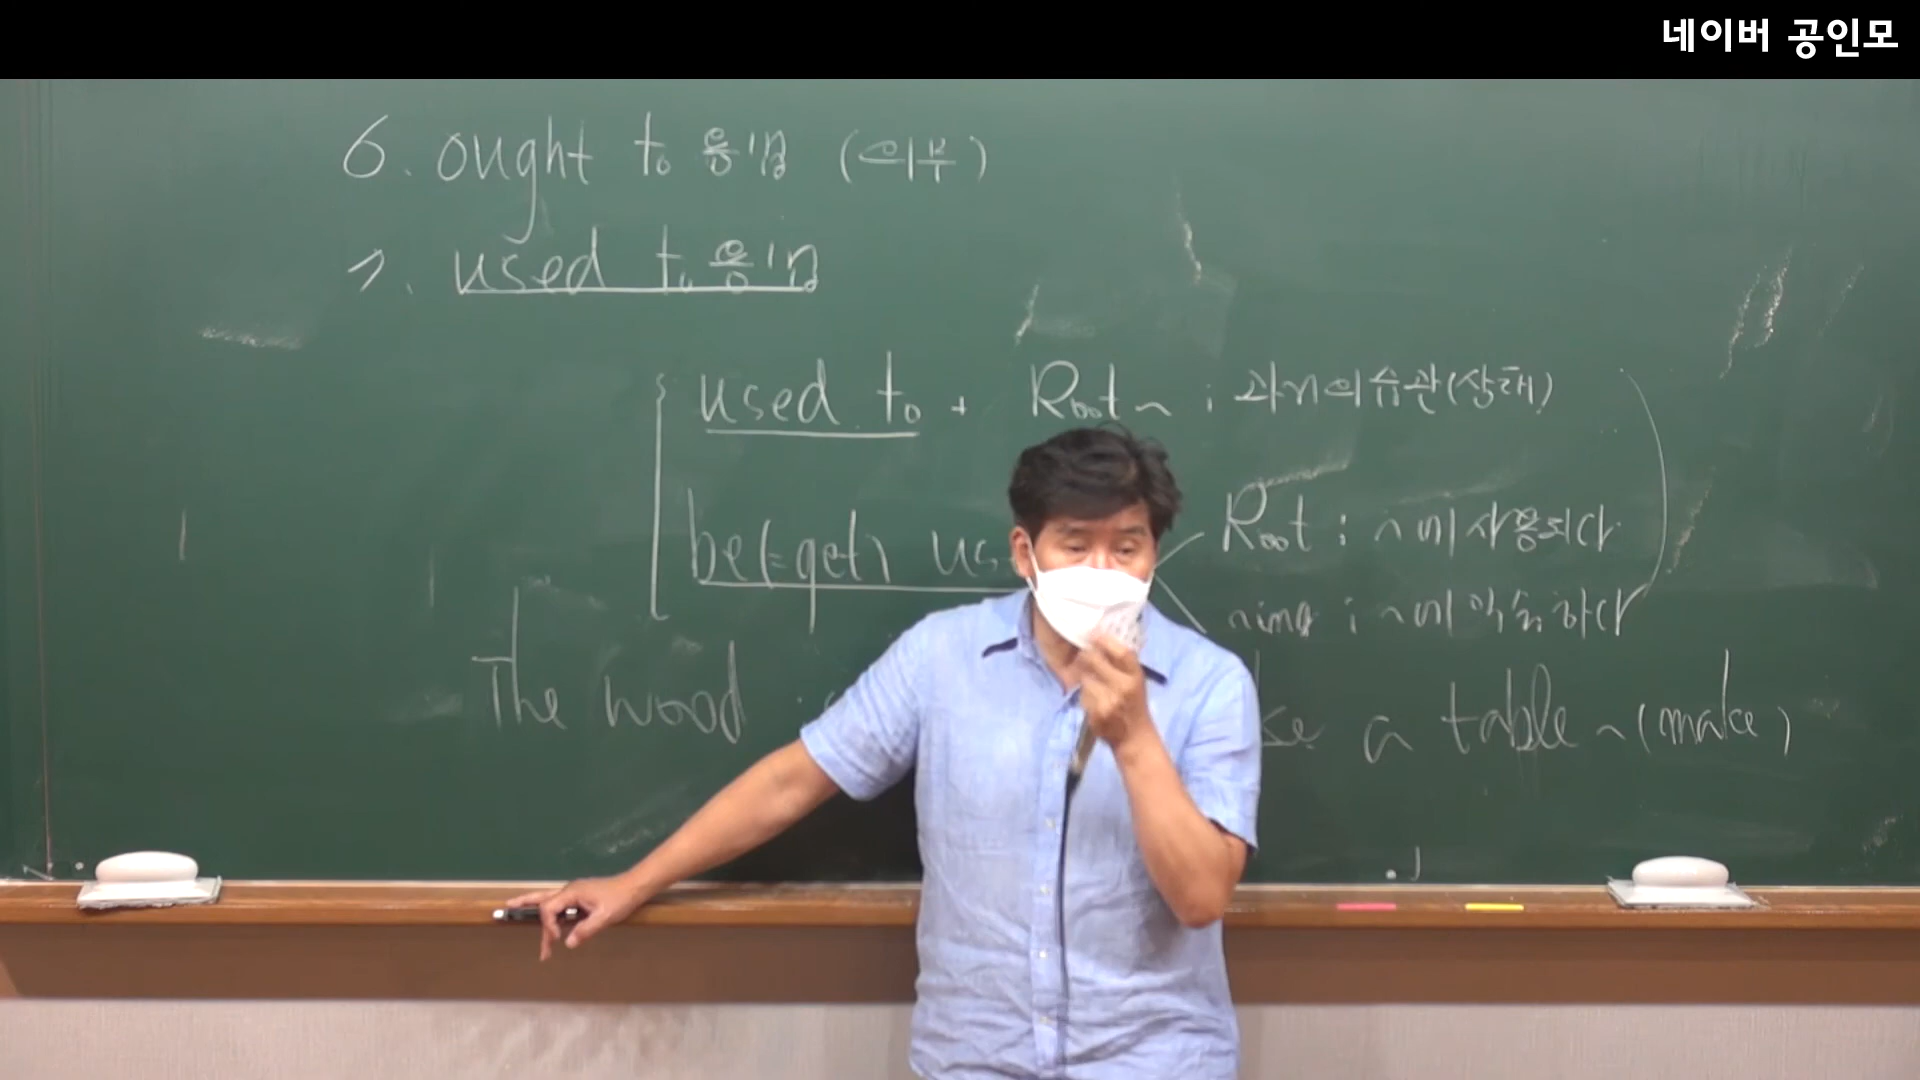 네이버 공인모
6. ought to 용법 (의무)
7. used to 용법
used to + Root ~ ; 과거의 습관(상태)
be(=get) us
Root : ~에 사용되다
~ing ; ~에 익숙하다
The wood a table ~(make)